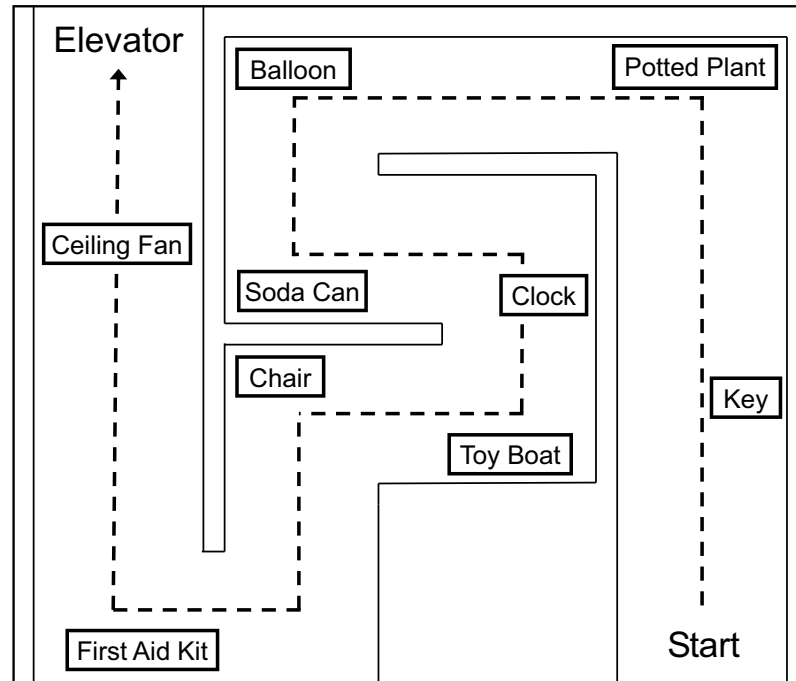 Elevator
Balloon
Potted Plant
Ceiling Fan
Soda Can
Clock
Chair
Key
Toy Boat
First Aid Kit
Start